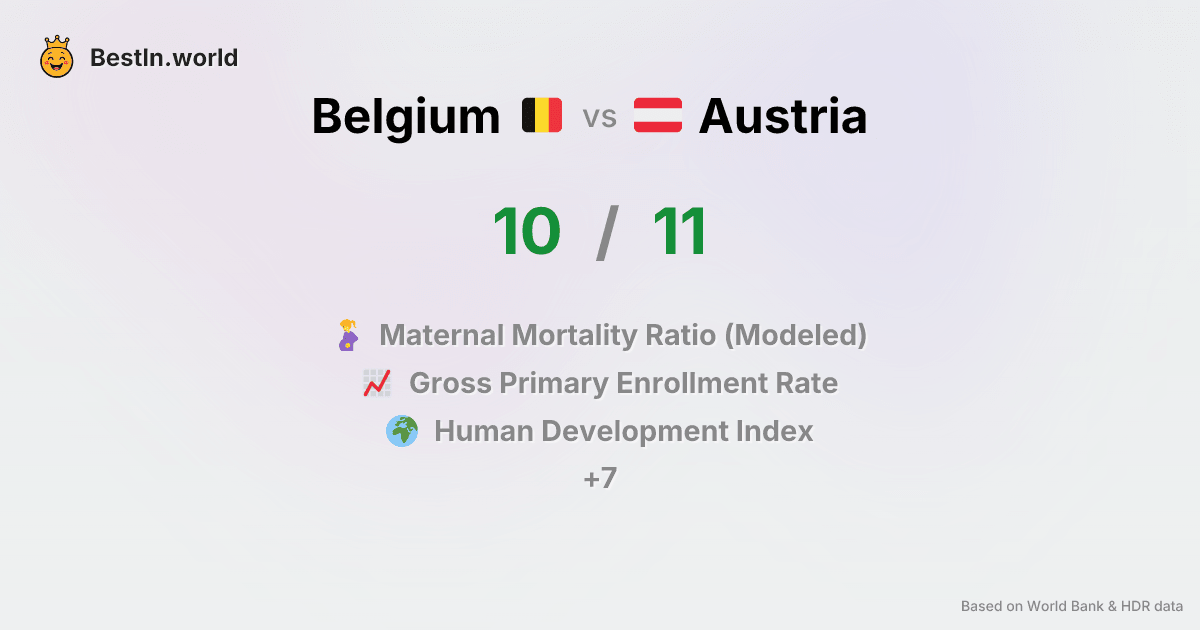 BestIn.world
Belgium vs Austria
10 / 11
Maternal Mortality Ratio (Modeled)
Gross Primary Enrollment Rate
Human Development Index
+7
Based on World Bank & HDR data